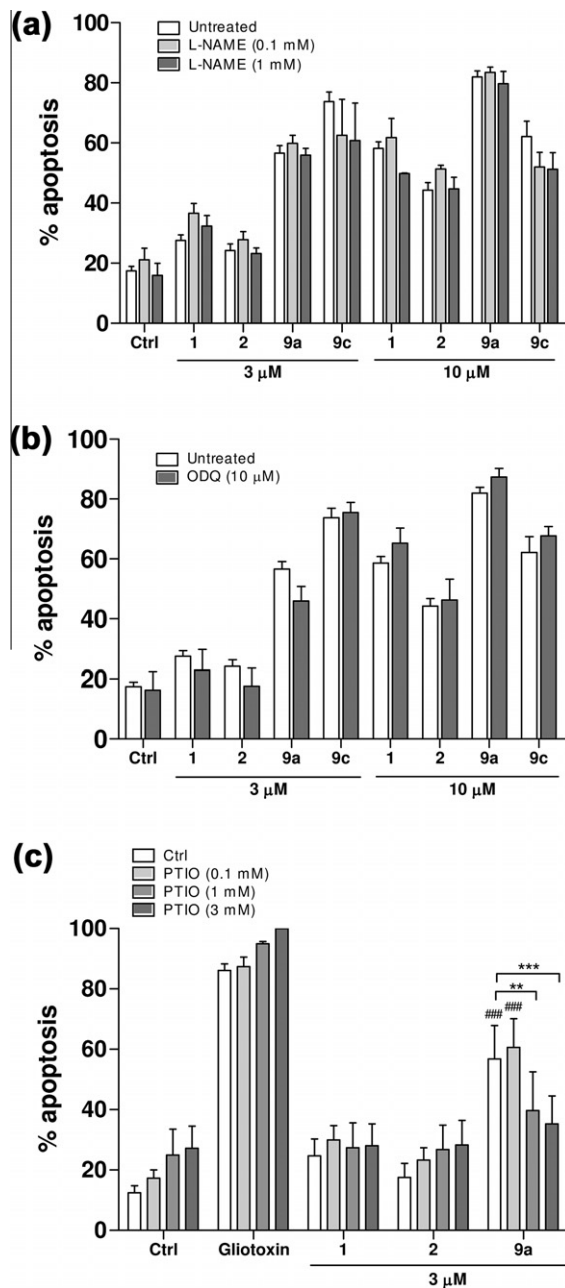 (a)
Untreated
L-NAME (0.1 mM)
L-NAME (1 mM)
% apoptosis
100
80
60
40
20
0
Ctrl 1 2 9a 9c 1 2 9a 9c
3 μM 10 μM
(b)
Untreated
ODQ (10 μM)
% apoptosis
100
80
60
40
20
0
Ctrl 1 2 9a 9c 1 2 9a 9c
3 μM 10 μM
(c)
Ctrl
PTIO (0.1 mM)
PTIO (1 mM)
PTIO (3 mM)
% apoptosis
100
80
60
40
20
0
***
**
### ###
Ctrl Gliotoxin 1 2 9a
3 μM